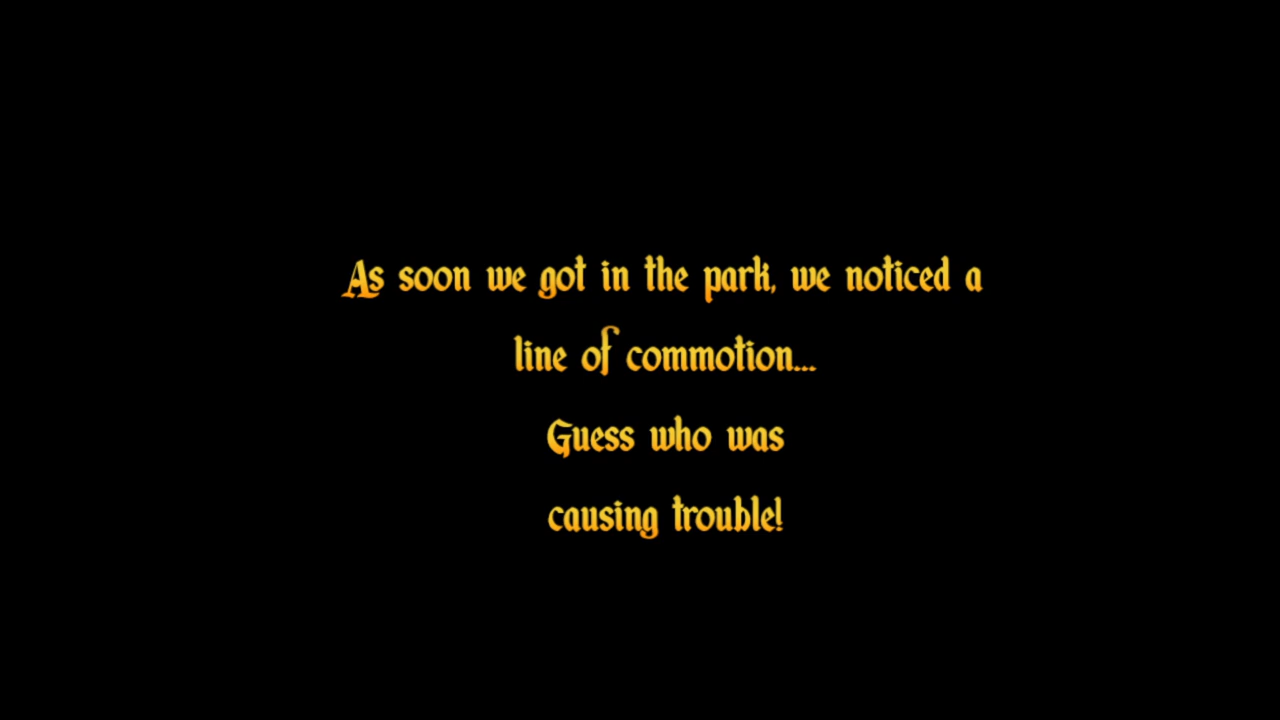 As soon we got in the park, we noticed a
line of commotion...
Guess who was
causing trouble!